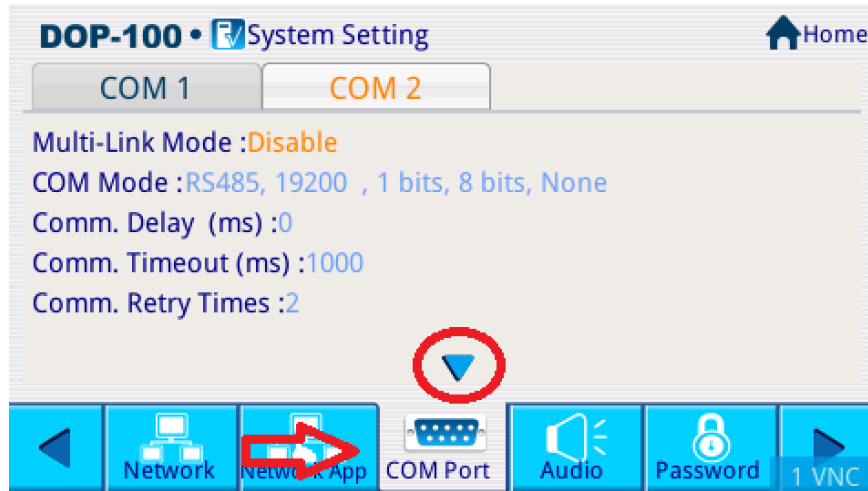 DOP-100 • System Setting Home
COM 1 COM 2
Multi-Link Mode :Disable
COM Mode :RS485, 19200 , 1 bits, 8 bits, None
Comm. Delay (ms) :0
Comm. Timeout (ms) :1000
Comm. Retry Times :2
Network Network App COM Port Audio Password 1 VNC